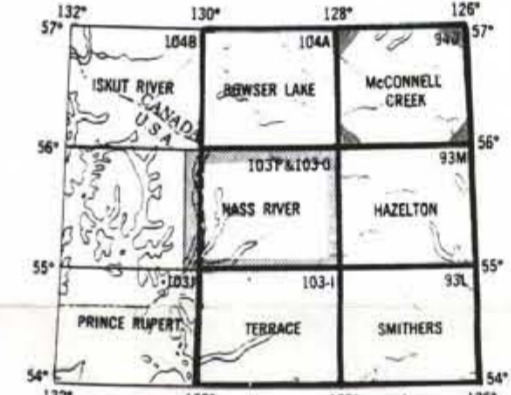 132° 130° 128° 126°
57° 57°
104B 104A 94D
ISKUT RIVER BOWSER LAKE McCONNELL CREEK
CANADA
USA
56° 56°
103P & 103-O 93M
NASS RIVER HAZELTON
55° 55°
103J 103-I 93L
PRINCE RUPERT TERRACE SMITHERS
54° 54°